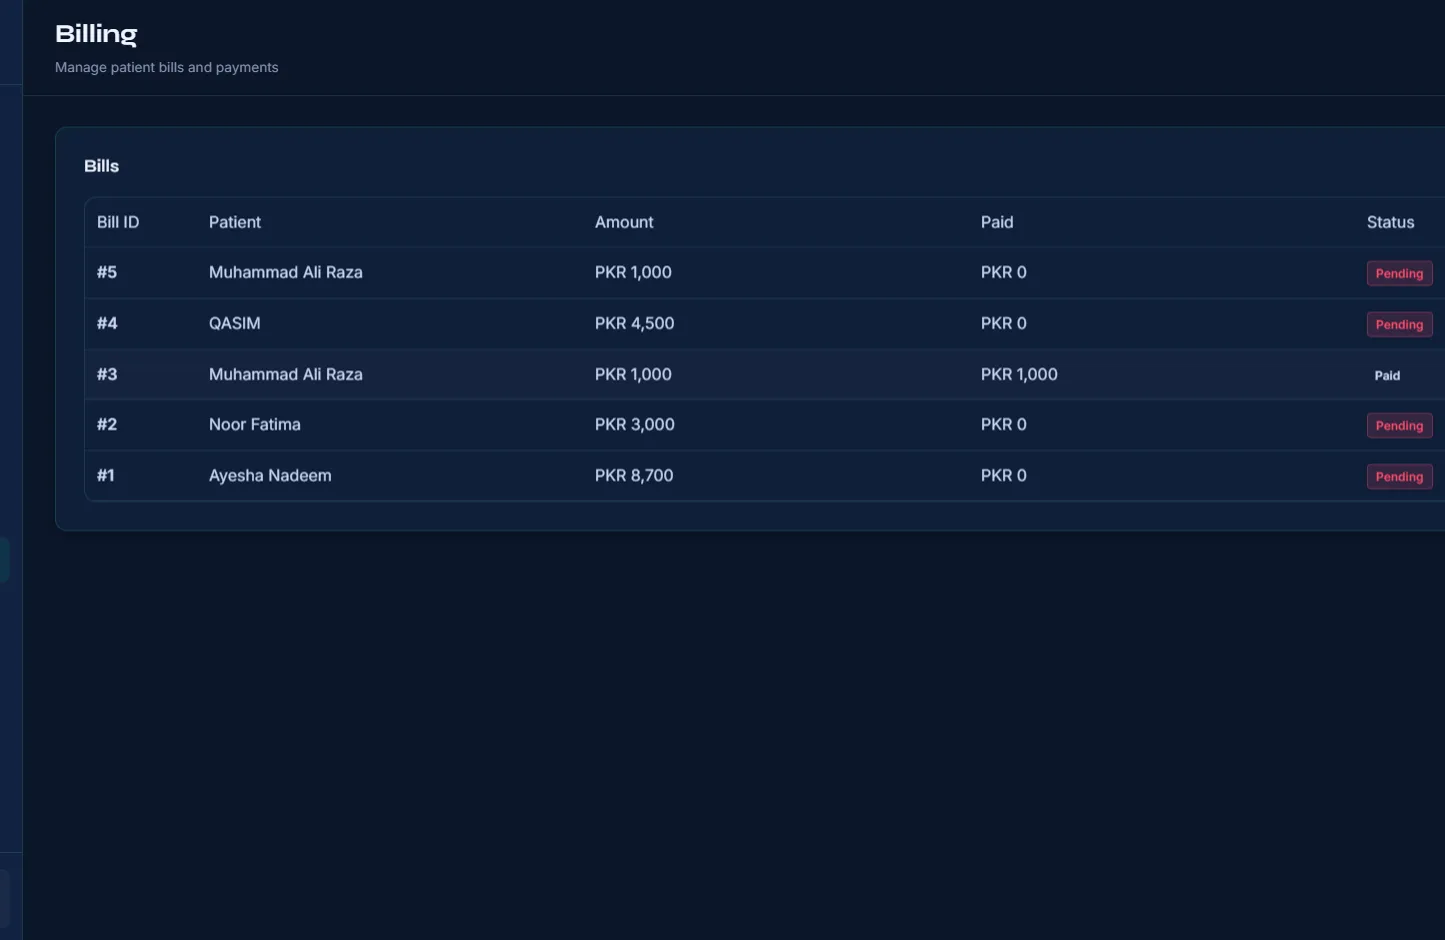 Billing
Manage patient bills and payments
Bills
Bill ID Patient Amount Paid Status
#5 Muhammad Ali Raza PKR 1,000 PKR 0 Pending
#4 QASIM PKR 4,500 PKR 0 Pending
#3 Muhammad Ali Raza PKR 1,000 PKR 1,000 Paid
#2 Noor Fatima PKR 3,000 PKR 0 Pending
#1 Ayesha Nadeem PKR 8,700 PKR 0 Pending